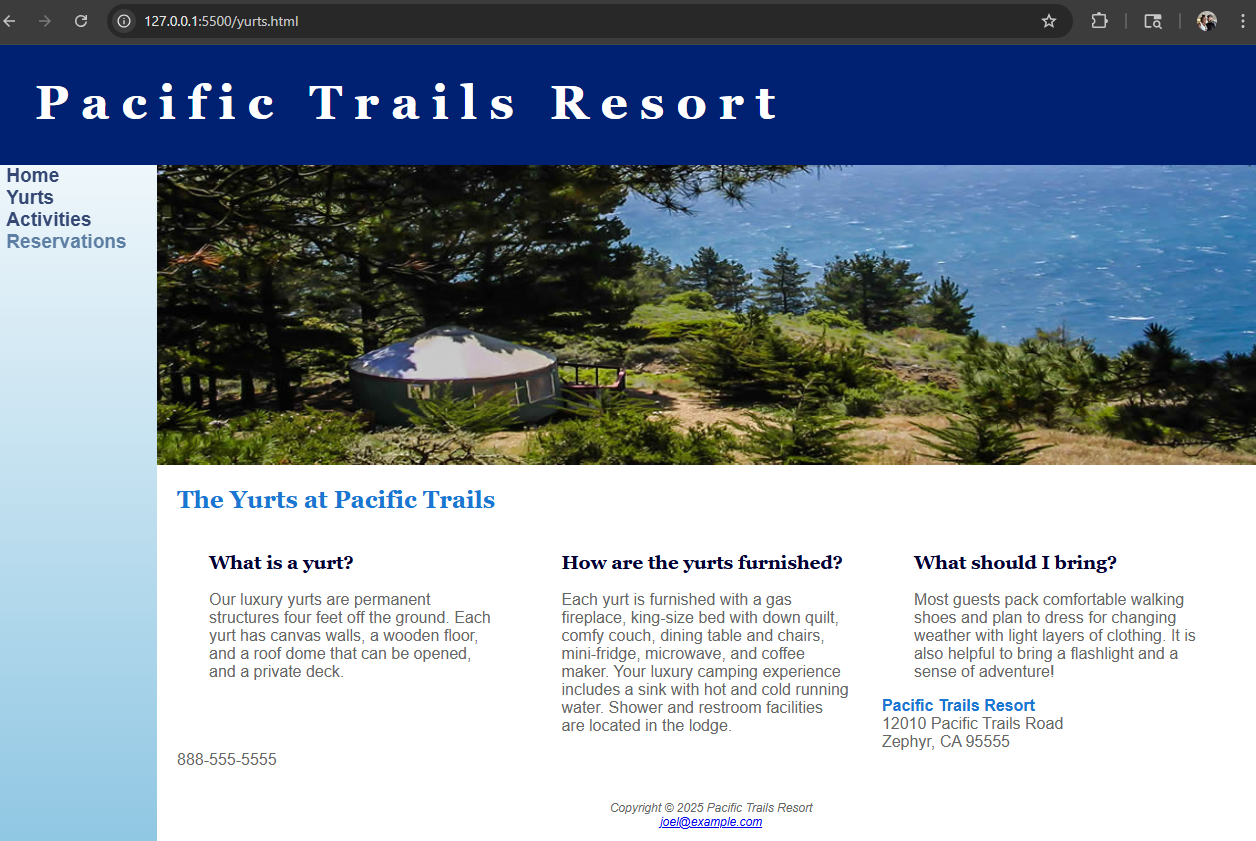 127.0.0.1:5500/yurts.html
Pacific Trails Resort
Home
Yurts
Activities
Reservations
The Yurts at Pacific Trails
What is a yurt?
Our luxury yurts are permanent
structures four feet off the ground. Each
yurt has canvas walls, a wooden floor,
and a roof dome that can be opened,
and a private deck.
How are the yurts furnished?
Each yurt is furnished with a gas
fireplace, king-size bed with down quilt,
comfy couch, dining table and chairs,
mini-fridge, microwave, and coffee
maker. Your luxury camping experience
includes a sink with hot and cold running
water. Shower and restroom facilities
are located in the lodge.
What should I bring?
Most guests pack comfortable walking
shoes and plan to dress for changing
weather with light layers of clothing. It is
also helpful to bring a flashlight and a
sense of adventure!
Pacific Trails Resort
12010 Pacific Trails Road
Zephyr, CA 95555
888-555-5555
Copyright © 2025 Pacific Trails Resort
joel@example.com